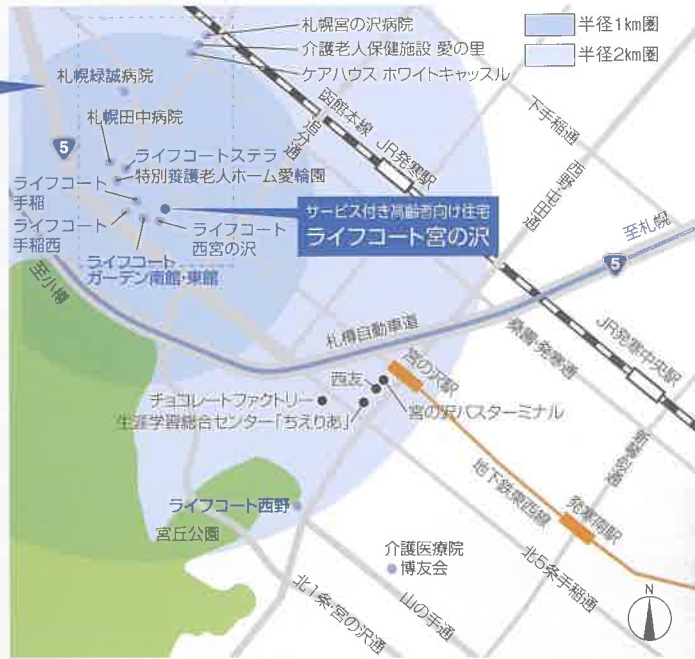 札幌宮の沢病院
介護老人保健施設 愛の里
ケアハウス ホワイトキャッスル
半径1km圏
半径2km圏
札幌緑誠病院
札幌田中病院
5
ライフコートステラ
特別養護老人ホーム愛輪園
ライフコート
手稲
ライフコート
手稲西
ライフコート
ガーデン南館・東館
ライフコート
西宮の沢
サービス付き高齢者向け住宅
ライフコート宮の沢
追分通
函館本線
JR発寒駅
下手稲通
西野屯田通
至札幌
5
至小樽
札樽自動車道
桑園・発寒通
JR発寒中央駅
宮の沢駅
西友
チョコレートファクトリー
生涯学習総合センター「ちえりあ」
宮の沢バスターミナル
新琴似通
地下鉄東西線
発寒南駅
ライフコート西野
宮丘公園
介護医療院
博友会
北5条手稲通
山の手通
北1条・宮の沢通
N